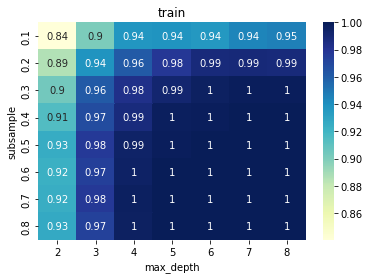 train
0.1 0.84 0.9 0.94 0.94 0.94 0.94 0.95
0.2 0.89 0.94 0.96 0.98 0.99 0.99 0.99
0.3 0.9 0.96 0.98 0.99 1 1 1
0.4 0.91 0.97 0.99 1 1 1 1
0.5 0.93 0.98 0.99 1 1 1 1
0.6 0.92 0.97 1 1 1 1 1
0.7 0.92 0.98 1 1 1 1 1
0.8 0.93 0.97 1 1 1 1 1
2 3 4 5 6 7 8
max_depth
subsample
1.00
0.98
0.96
0.94
0.92
0.90
0.88
0.86